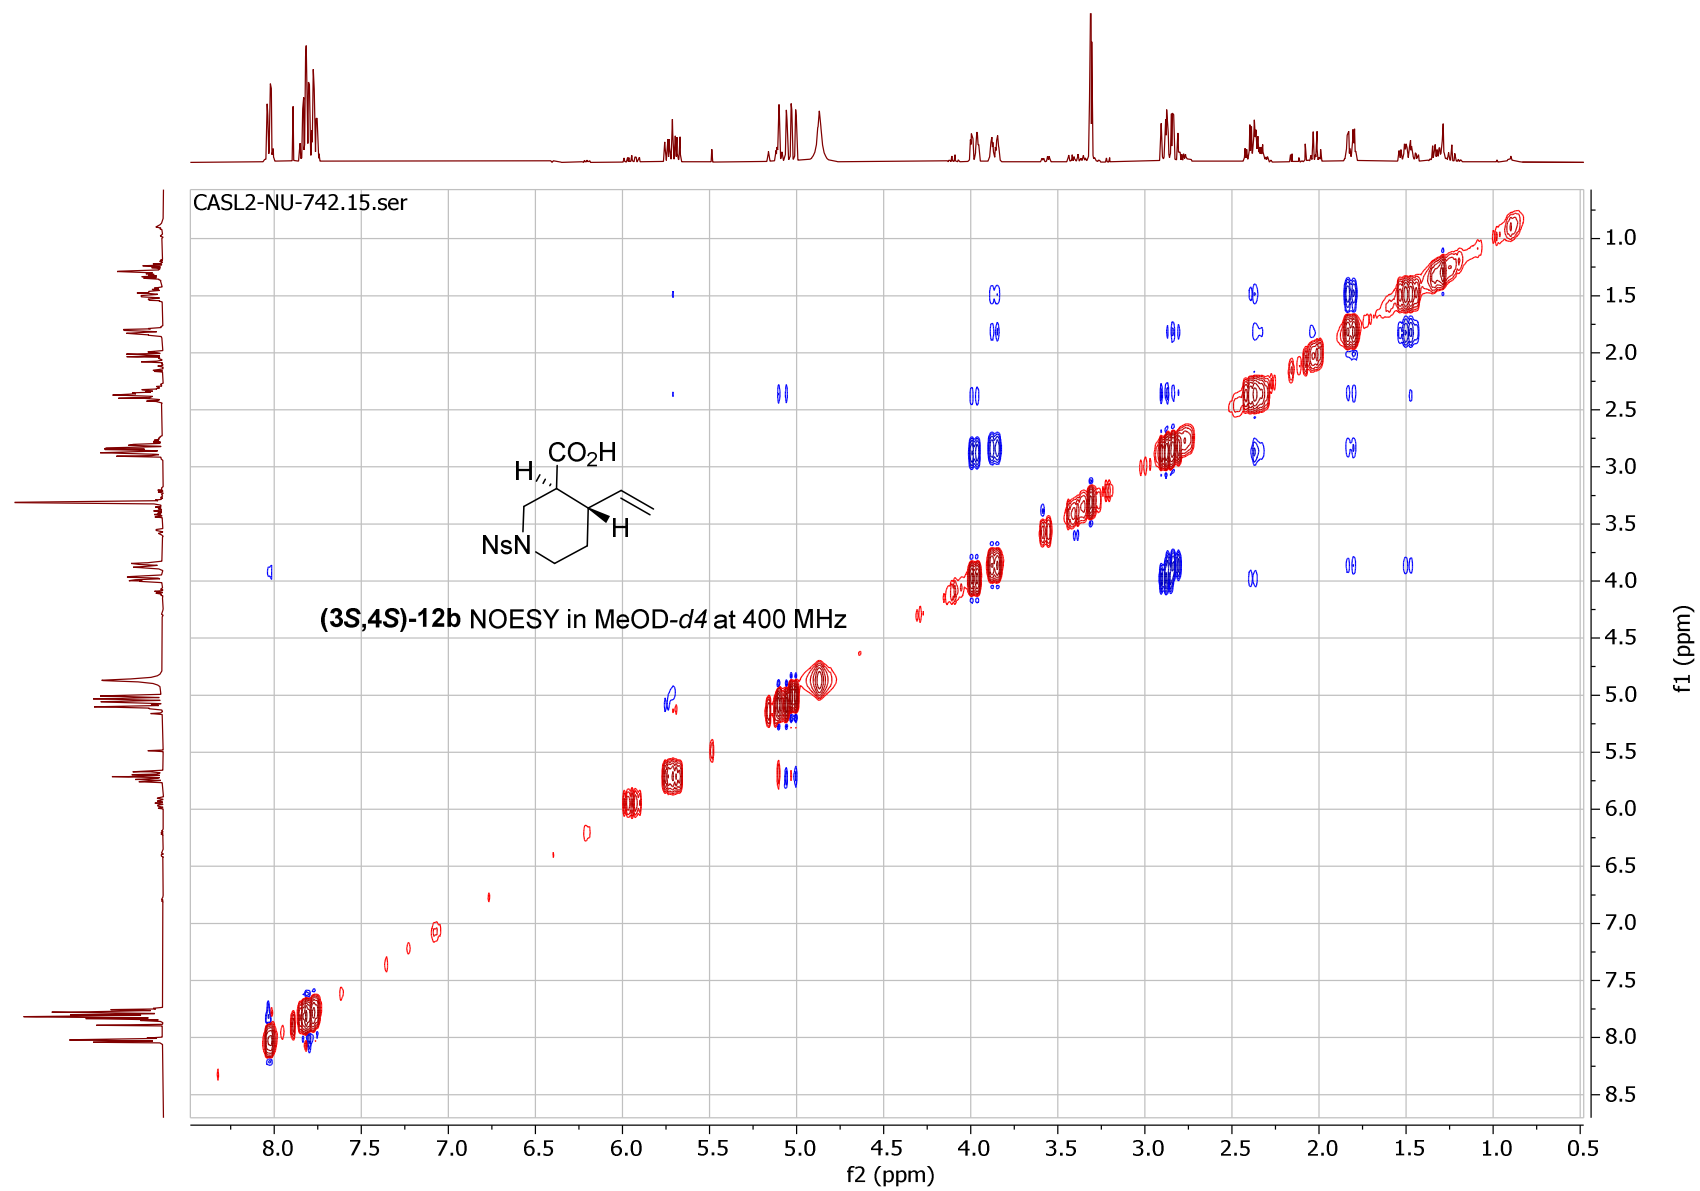 CASL2-NU-742.15.ser
1.0
1.5
2.0
2.5
3.0
3.5
4.0
4.5
5.0
5.5
6.0
6.5
7.0
7.5
8.0
8.5
f1 (ppm)
CO₂H
H
H
NsN
(3S,4S)-12b NOESY in MeOD-d4 at 400 MHz
8.0 7.5 7.0 6.5 6.0 5.5 5.0 4.5 4.0 3.5 3.0 2.5 2.0 1.5 1.0 0.5
f2 (ppm)